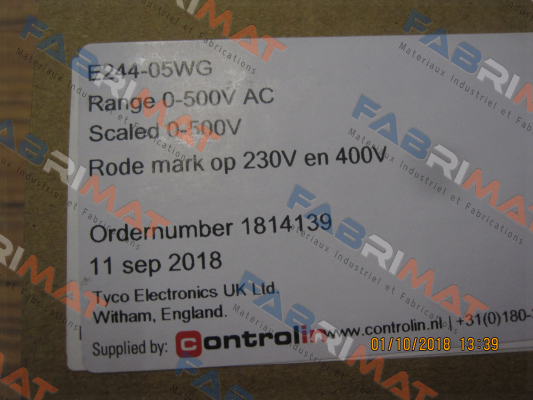 E244-05WG
Range 0-500V AC
Scaled 0-500V
Rode mark op 230V en 400V
Ordernumber 1814139
11 sep 2018
Tyco Electronics UK Ltd.
Witham, England.
Supplied by: Controlin www.controlin.nl | +31(0)180-
01/10/2018 13:39
FABRIMAT
Materiaux Industriel et Fabrications